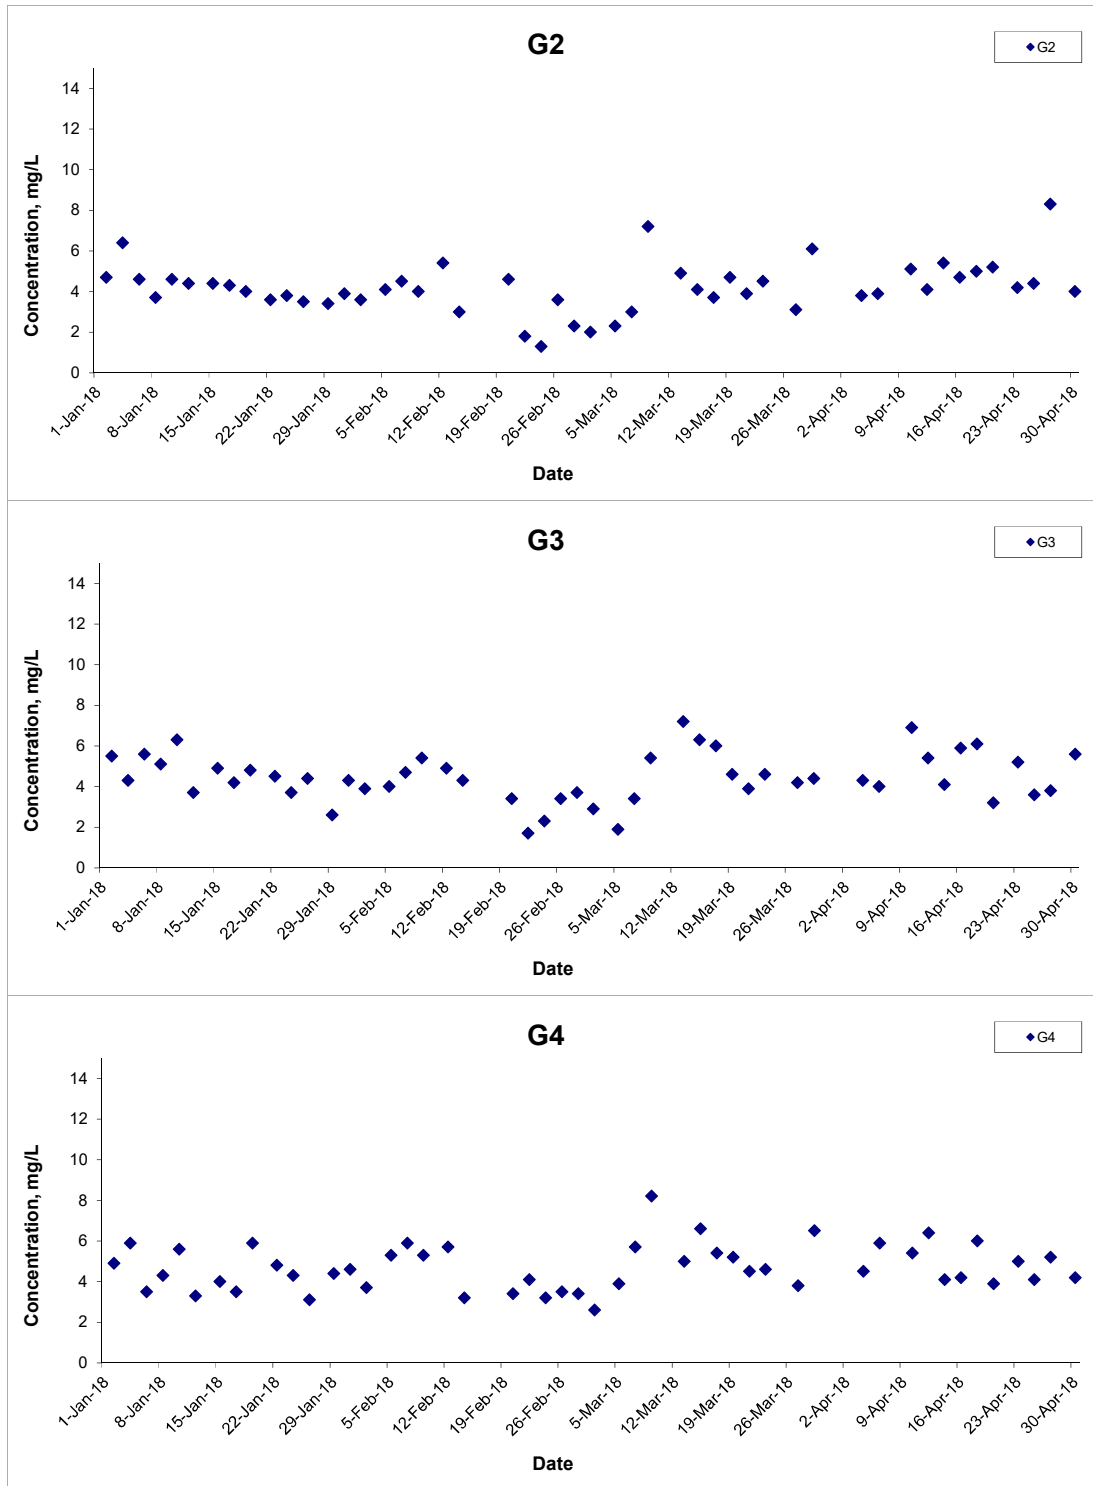 G2
G2
14
12
10
8
6
4
2
0
Concentration, mg/L
1-Jan-18
8-Jan-18
15-Jan-18
22-Jan-18
29-Jan-18
5-Feb-18
12-Feb-18
19-Feb-18
26-Feb-18
5-Mar-18
12-Mar-18
19-Mar-18
26-Mar-18
2-Apr-18
9-Apr-18
16-Apr-18
23-Apr-18
30-Apr-18
Date
G3
G3
14
12
10
8
6
4
2
0
Concentration, mg/L
1-Jan-18
8-Jan-18
15-Jan-18
22-Jan-18
29-Jan-18
5-Feb-18
12-Feb-18
19-Feb-18
26-Feb-18
5-Mar-18
12-Mar-18
19-Mar-18
26-Mar-18
2-Apr-18
9-Apr-18
16-Apr-18
23-Apr-18
30-Apr-18
Date
G4
G4
14
12
10
8
6
4
2
0
Concentration, mg/L
1-Jan-18
8-Jan-18
15-Jan-18
22-Jan-18
29-Jan-18
5-Feb-18
12-Feb-18
19-Feb-18
26-Feb-18
5-Mar-18
12-Mar-18
19-Mar-18
26-Mar-18
2-Apr-18
9-Apr-18
16-Apr-18
23-Apr-18
30-Apr-18
Date